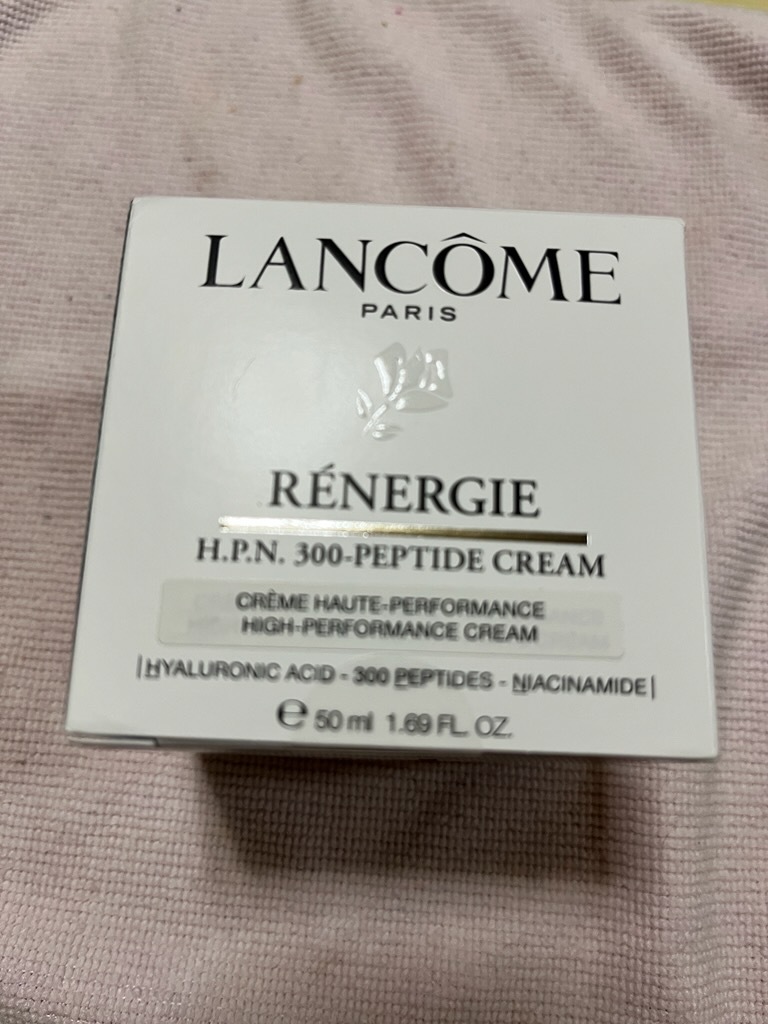 LANCÔME
PARIS
RÉNERGIE
H.P.N. 300-PEPTIDE CREAM
CRÈME HAUTE-PERFORMANCE
HIGH-PERFORMANCE CREAM
|HYALURONIC ACID - 300 PEPTIDES - NIACINAMIDE|
℮ 50 ml 1.69 FL. OZ.